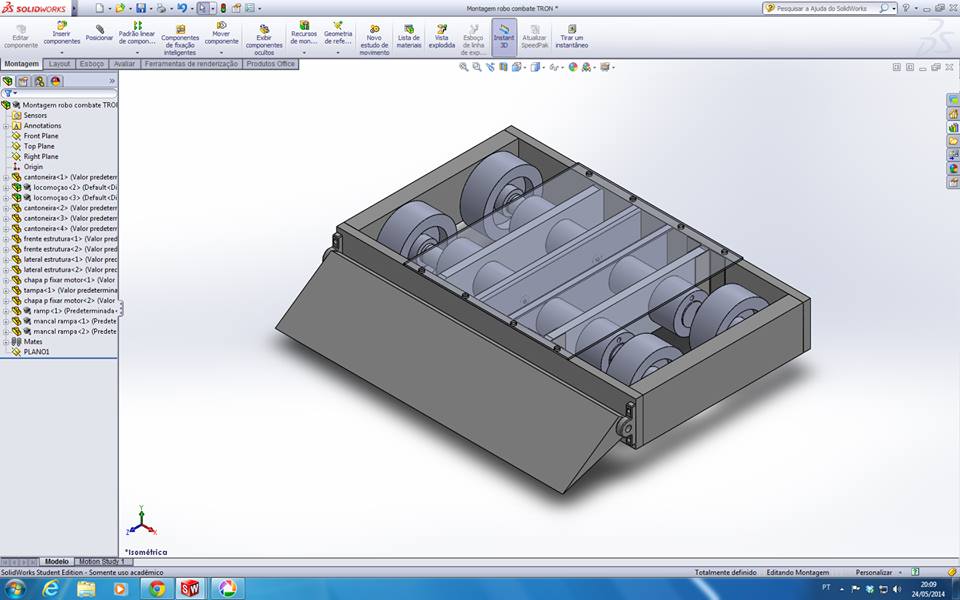 SOLIDWORKS
Montagem robo combate TRON *
Pesquisar a Ajuda do SolidWorks
Editar componente
Inserir componentes
Posicionar
Padrão linear de compon...
Componentes de fixação inteligentes
Mover componente
Exibir componentes ocultos
Recursos de mon...
Geometria de refe...
Novo estudo de movimento
Lista de materiais
Vista explodida
Esboço de linha de exp...
Instant 3D
Atualizar SpeedPak
Tirar um instantâneo
Montagem Layout Esboço Avaliar Ferramentas de renderização Produtos Office
Montagem robo combate TRON
Sensors
Annotations
Front Plane
Top Plane
Right Plane
Origin
cantoneira<1> (Valor predeterm
locomoçao<2> (Default<Di
locomoçao<3> (Default<Di
cantoneira<2> (Valor predeterm
cantoneira<3> (Valor predeterm
cantoneira<4> (Valor predeterm
frente estrutura<1> (Valor pred
frente estrutura<2> (Valor pred
lateral estrutura<1> (Valor prec
lateral estrutura<2> (Valor prec
chapa p fixar motor<1> (Valor
tampa<1> (Valor predetermina
chapa p fixar motor<2> (Valor
ramp<1> (Predeterminada
mancal rampa<1> (Predete
mancal rampa<2> (Predete
Mates
PLANO1
Y
X
Z
*Isométrica
Modelo Motion Study 1
SolidWorks Student Edition - Somente uso acadêmico
Totalmente definido Editando Montagem Personalizar
PT
20:09
24/05/2014